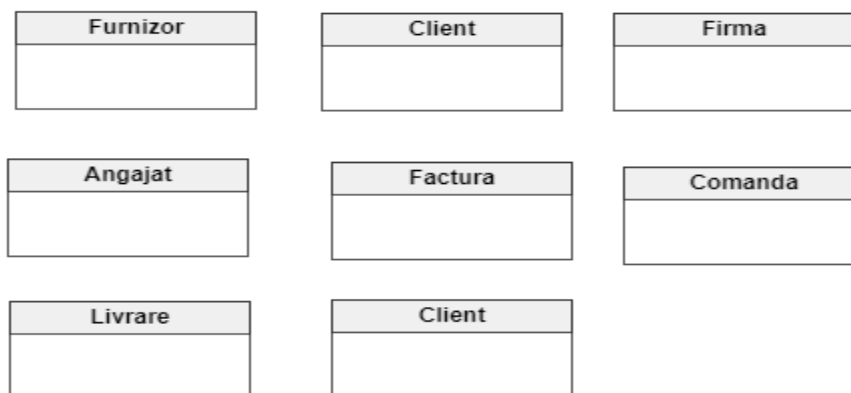 Furnizor
Client
Firma
Angajat
Factura
Comanda
Livrare
Client